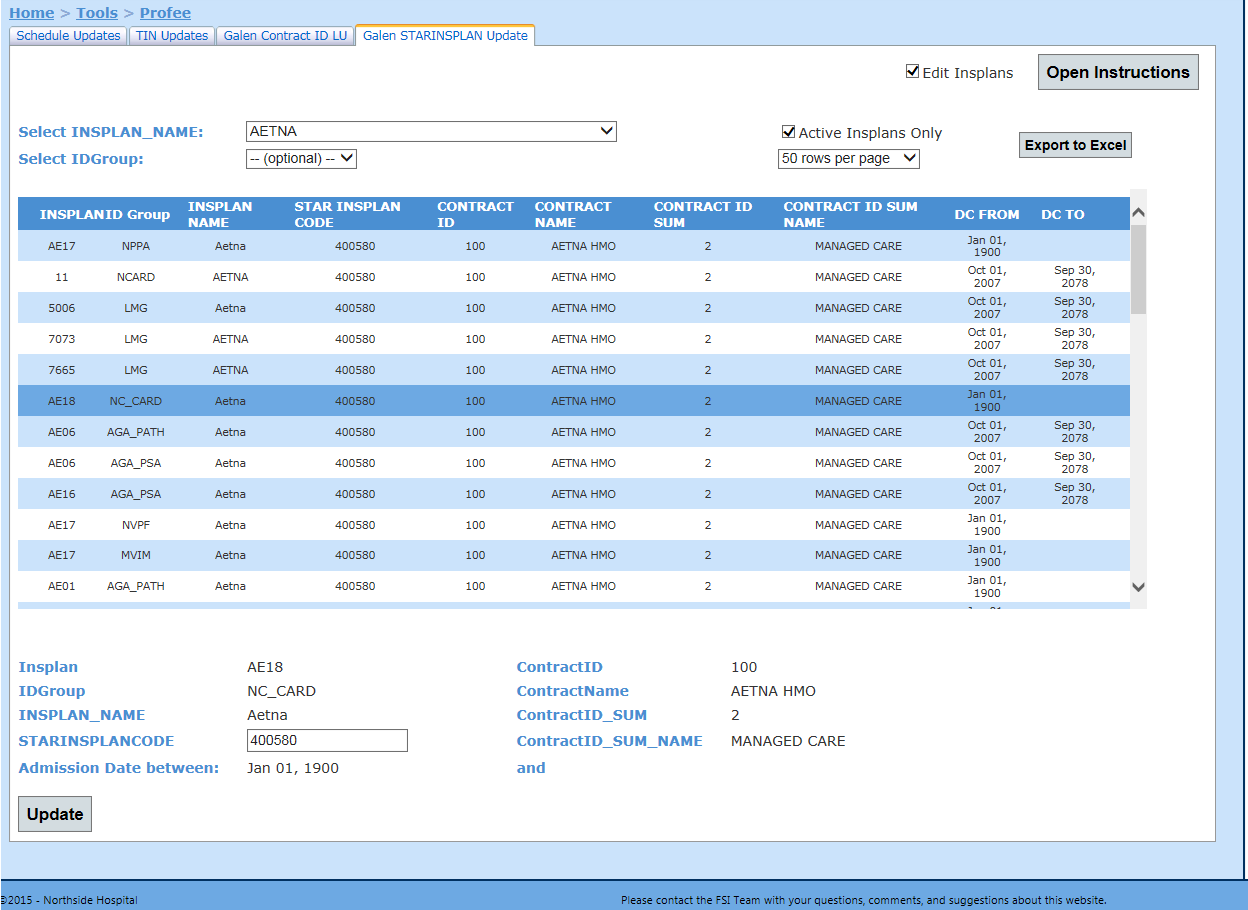 Home > Tools > Profee
Schedule Updates TIN Updates Galen Contract ID LU Galen STARINSPLAN Update
Edit Insplans Open Instructions
Select INSPLAN_NAME: AETNA Active Insplans Only
Select IDGroup: -- (optional) -- 50 rows per page Export to Excel
INSPLAN ID Group INSPLAN NAME STAR INSPLAN CODE CONTRACT ID CONTRACT NAME CONTRACT ID SUM CONTRACT ID SUM NAME DC FROM DC TO
AE17 NPPA Aetna 400580 100 AETNA HMO 2 MANAGED CARE Jan 01, 1900
11 NCARD AETNA 400580 100 AETNA HMO 2 MANAGED CARE Oct 01, 2007 Sep 30, 2078
5006 LMG Aetna 400580 100 AETNA HMO 2 MANAGED CARE Oct 01, 2007 Sep 30, 2078
7073 LMG AETNA 400580 100 AETNA HMO 2 MANAGED CARE Oct 01, 2007 Sep 30, 2078
7665 LMG AETNA 400580 100 AETNA HMO 2 MANAGED CARE Oct 01, 2007 Sep 30, 2078
AE18 NC_CARD Aetna 400580 100 AETNA HMO 2 MANAGED CARE Jan 01, 1900
AE06 AGA_PATH Aetna 400580 100 AETNA HMO 2 MANAGED CARE Oct 01, 2007 Sep 30, 2078
AE06 AGA_PSA Aetna 400580 100 AETNA HMO 2 MANAGED CARE Oct 01, 2007 Sep 30, 2078
AE16 AGA_PSA Aetna 400580 100 AETNA HMO 2 MANAGED CARE Oct 01, 2007 Sep 30, 2078
AE17 NVPF Aetna 400580 100 AETNA HMO 2 MANAGED CARE Jan 01, 1900
AE17 MVIM Aetna 400580 100 AETNA HMO 2 MANAGED CARE Jan 01, 1900
AE01 AGA_PATH Aetna 400580 100 AETNA HMO 2 MANAGED CARE Jan 01, 1900
Insplan AE18 ContractID 100
IDGroup NC_CARD ContractName AETNA HMO
INSPLAN_NAME Aetna ContractID_SUM 2
STARINSPLANCODE 400580 ContractID_SUM_NAME MANAGED CARE
Admission Date between: Jan 01, 1900 and
Update
©2015 - Northside Hospital Please contact the FSI Team with your questions, comments, and suggestions about this website.